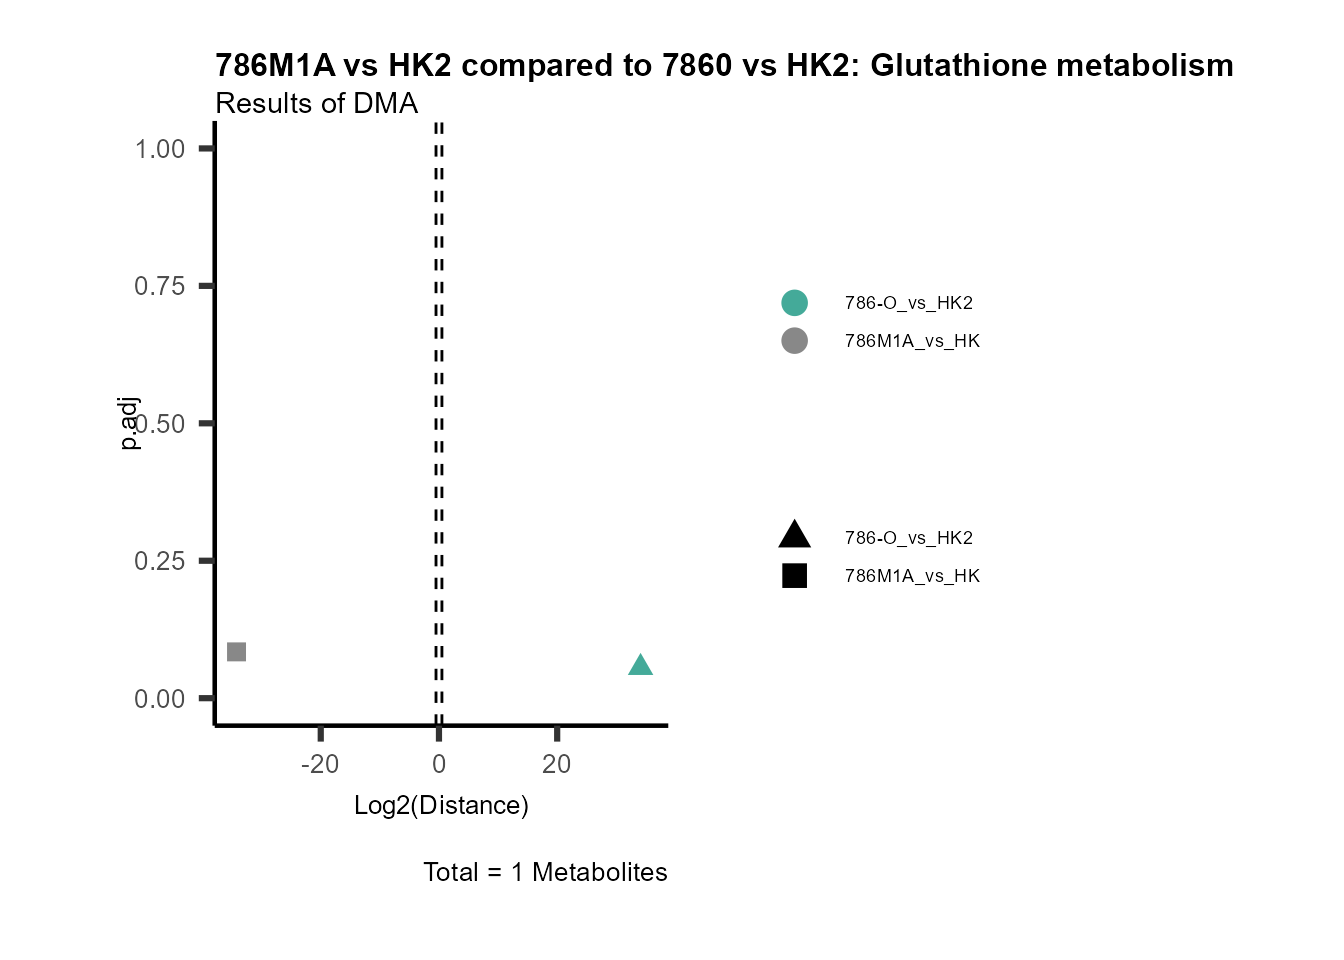 786M1A vs HK2 compared to 7860 vs HK2: Glutathione metabolism
Results of DMA
1.00
0.75
0.50
0.25
0.00
p.adj
-20 0 20
Log2(Distance)
Total = 1 Metabolites
786-O_vs_HK2
786M1A_vs_HK
786-O_vs_HK2
786M1A_vs_HK